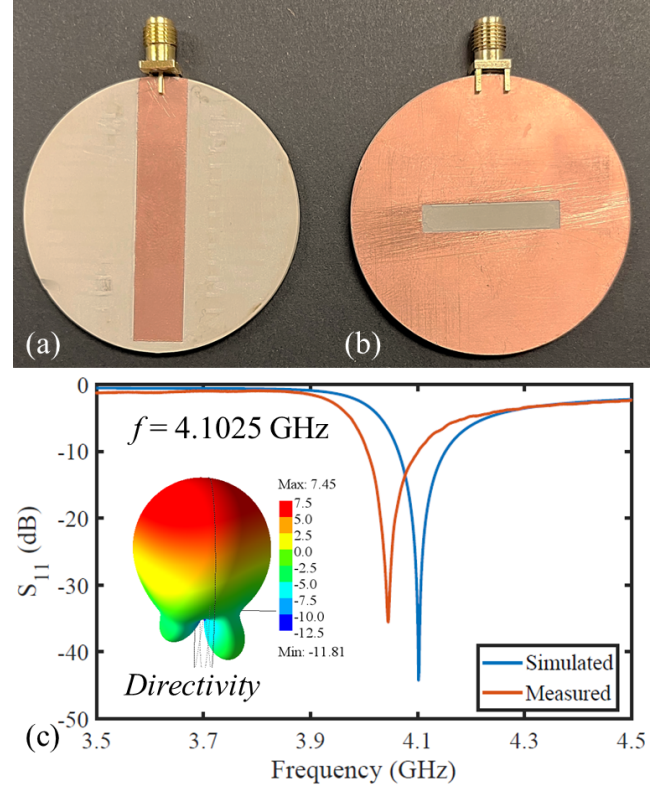 (a)
(b)
0
-10
-20
-30
-40
-50
S11 (dB)
f = 4.1025 GHz
Max: 7.45
7.5
5.0
2.5
0.0
-2.5
-5.0
-7.5
-10.0
-12.5
Min: -11.81
Directivity
Simulated
Measured
(c)
3.5
3.7
3.9
4.1
4.3
4.5
Frequency (GHz)